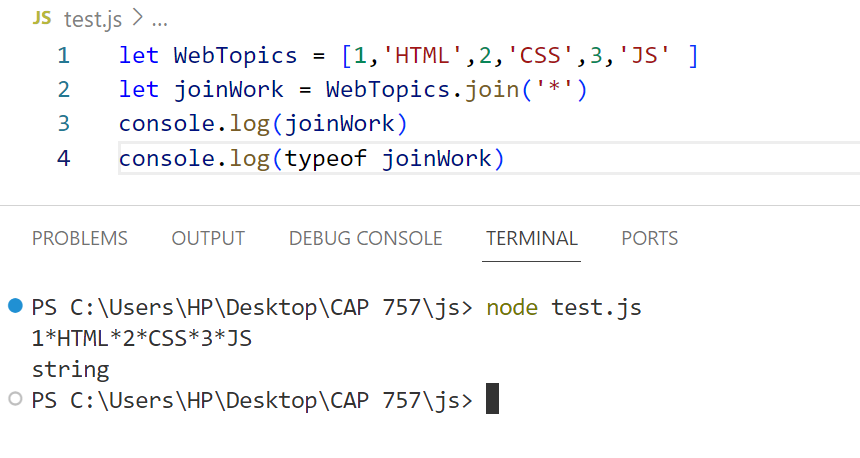 JS test.js > ...
1 let WebTopics = [1,'HTML',2,'CSS',3,'JS' ]
2 let joinWork = WebTopics.join('*')
3 console.log(joinWork)
4 console.log(typeof joinWork)
PROBLEMS OUTPUT DEBUG CONSOLE TERMINAL PORTS
PS C:\Users\HP\Desktop\CAP 757\js> node test.js
1*HTML*2*CSS*3*JS
string
PS C:\Users\HP\Desktop\CAP 757\js>